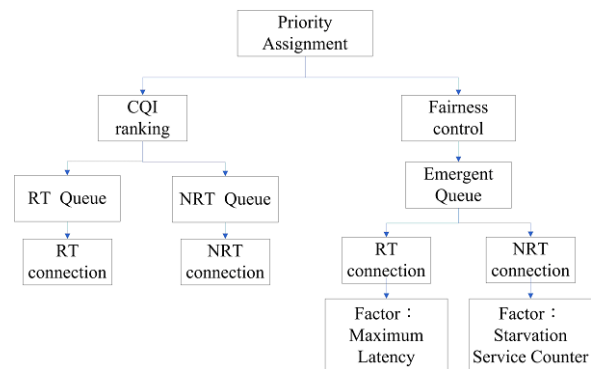 Priority
Assignment
CQI
ranking
Fairness
control
RT Queue
NRT Queue
Emergent
Queue
RT
connection
NRT
connection
RT
connection
NRT
connection
Factor：
Maximum
Latency
Factor：
Starvation
Service Counter